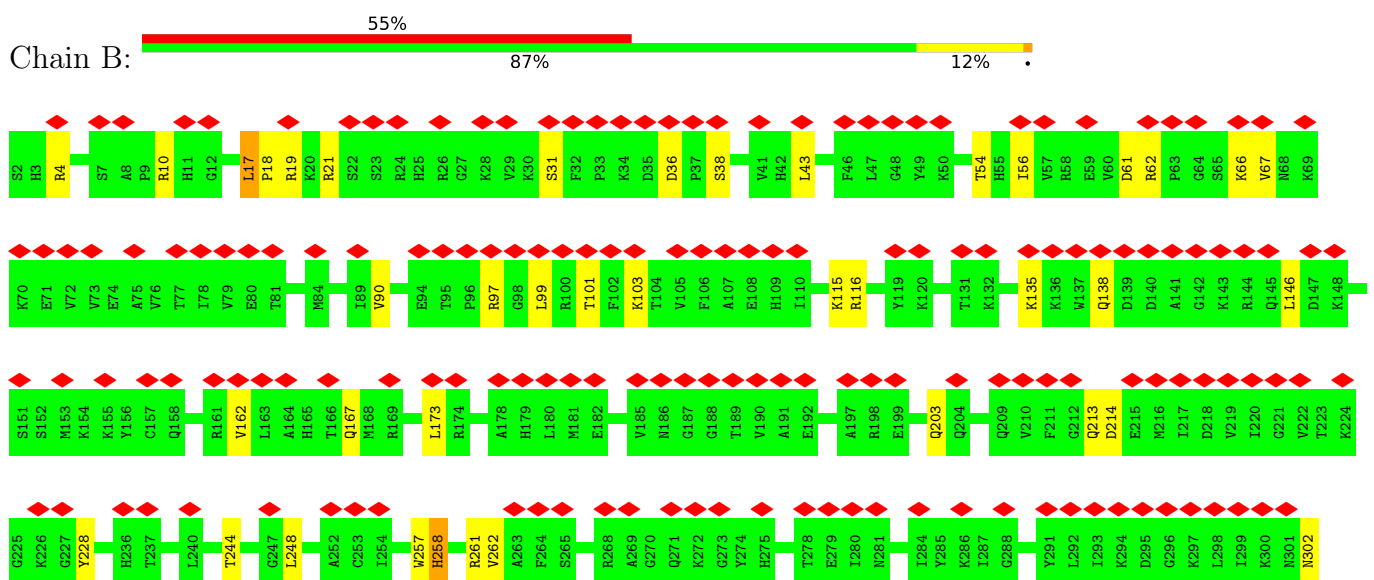 55%
Chain B:
87% 12% •
S2 H3 R4 S7 A8 P9 R10 H11 G12 L17 P18 R19 K20 R21 S22 S23 R24 H25 R26 G27 K28 V29 K30 S31 F32 P33 K34 D35 D36 P37 S38 V41 H42 L43 F46 L47 G48 Y49 K50 T54 H55 I56 V57 R58 E59 V60 D61 R62 P63 G64 S65 K66 V67 N68 K69
K70 E71 V72 V73 E74 A75 V76 T77 I78 V79 E80 T81 M84 I89 V90 E94 T95 P96 R97 G98 L99 R100 T101 F102 K103 T104 V105 F106 A107 E108 H109 I110 K115 R116 Y119 K120 T131 K132 K135 K136 W137 Q138 D139 D140 A141 G142 K143 R144 Q145 L146 D147 K148
S151 S152 M153 K154 K155 Y156 C157 Q158 R161 V162 L163 A164 H165 T166 Q167 M168 R169 L173 R174 A178 H179 L180 M181 E182 V185 N186 G187 G188 T189 V190 A191 E192 A197 R198 E199 Q203 Q204 Q209 V210 F211 G212 Q213 D214 E215 M216 I217 D218 V219 I220 G221 V222 T223 K224
G225 K226 G227 Y228 H236 T237 L240 T244 G247 L248 A252 C253 I254 W257 H258 R261 V262 A263 F264 S265 R268 A269 G270 Q271 K272 G273 Y274 H275 T278 E279 I280 N281 I284 Y285 K286 I287 G288 Y291 L292 I293 K294 D295 G296 K297 L298 I299 K300 N301 N302